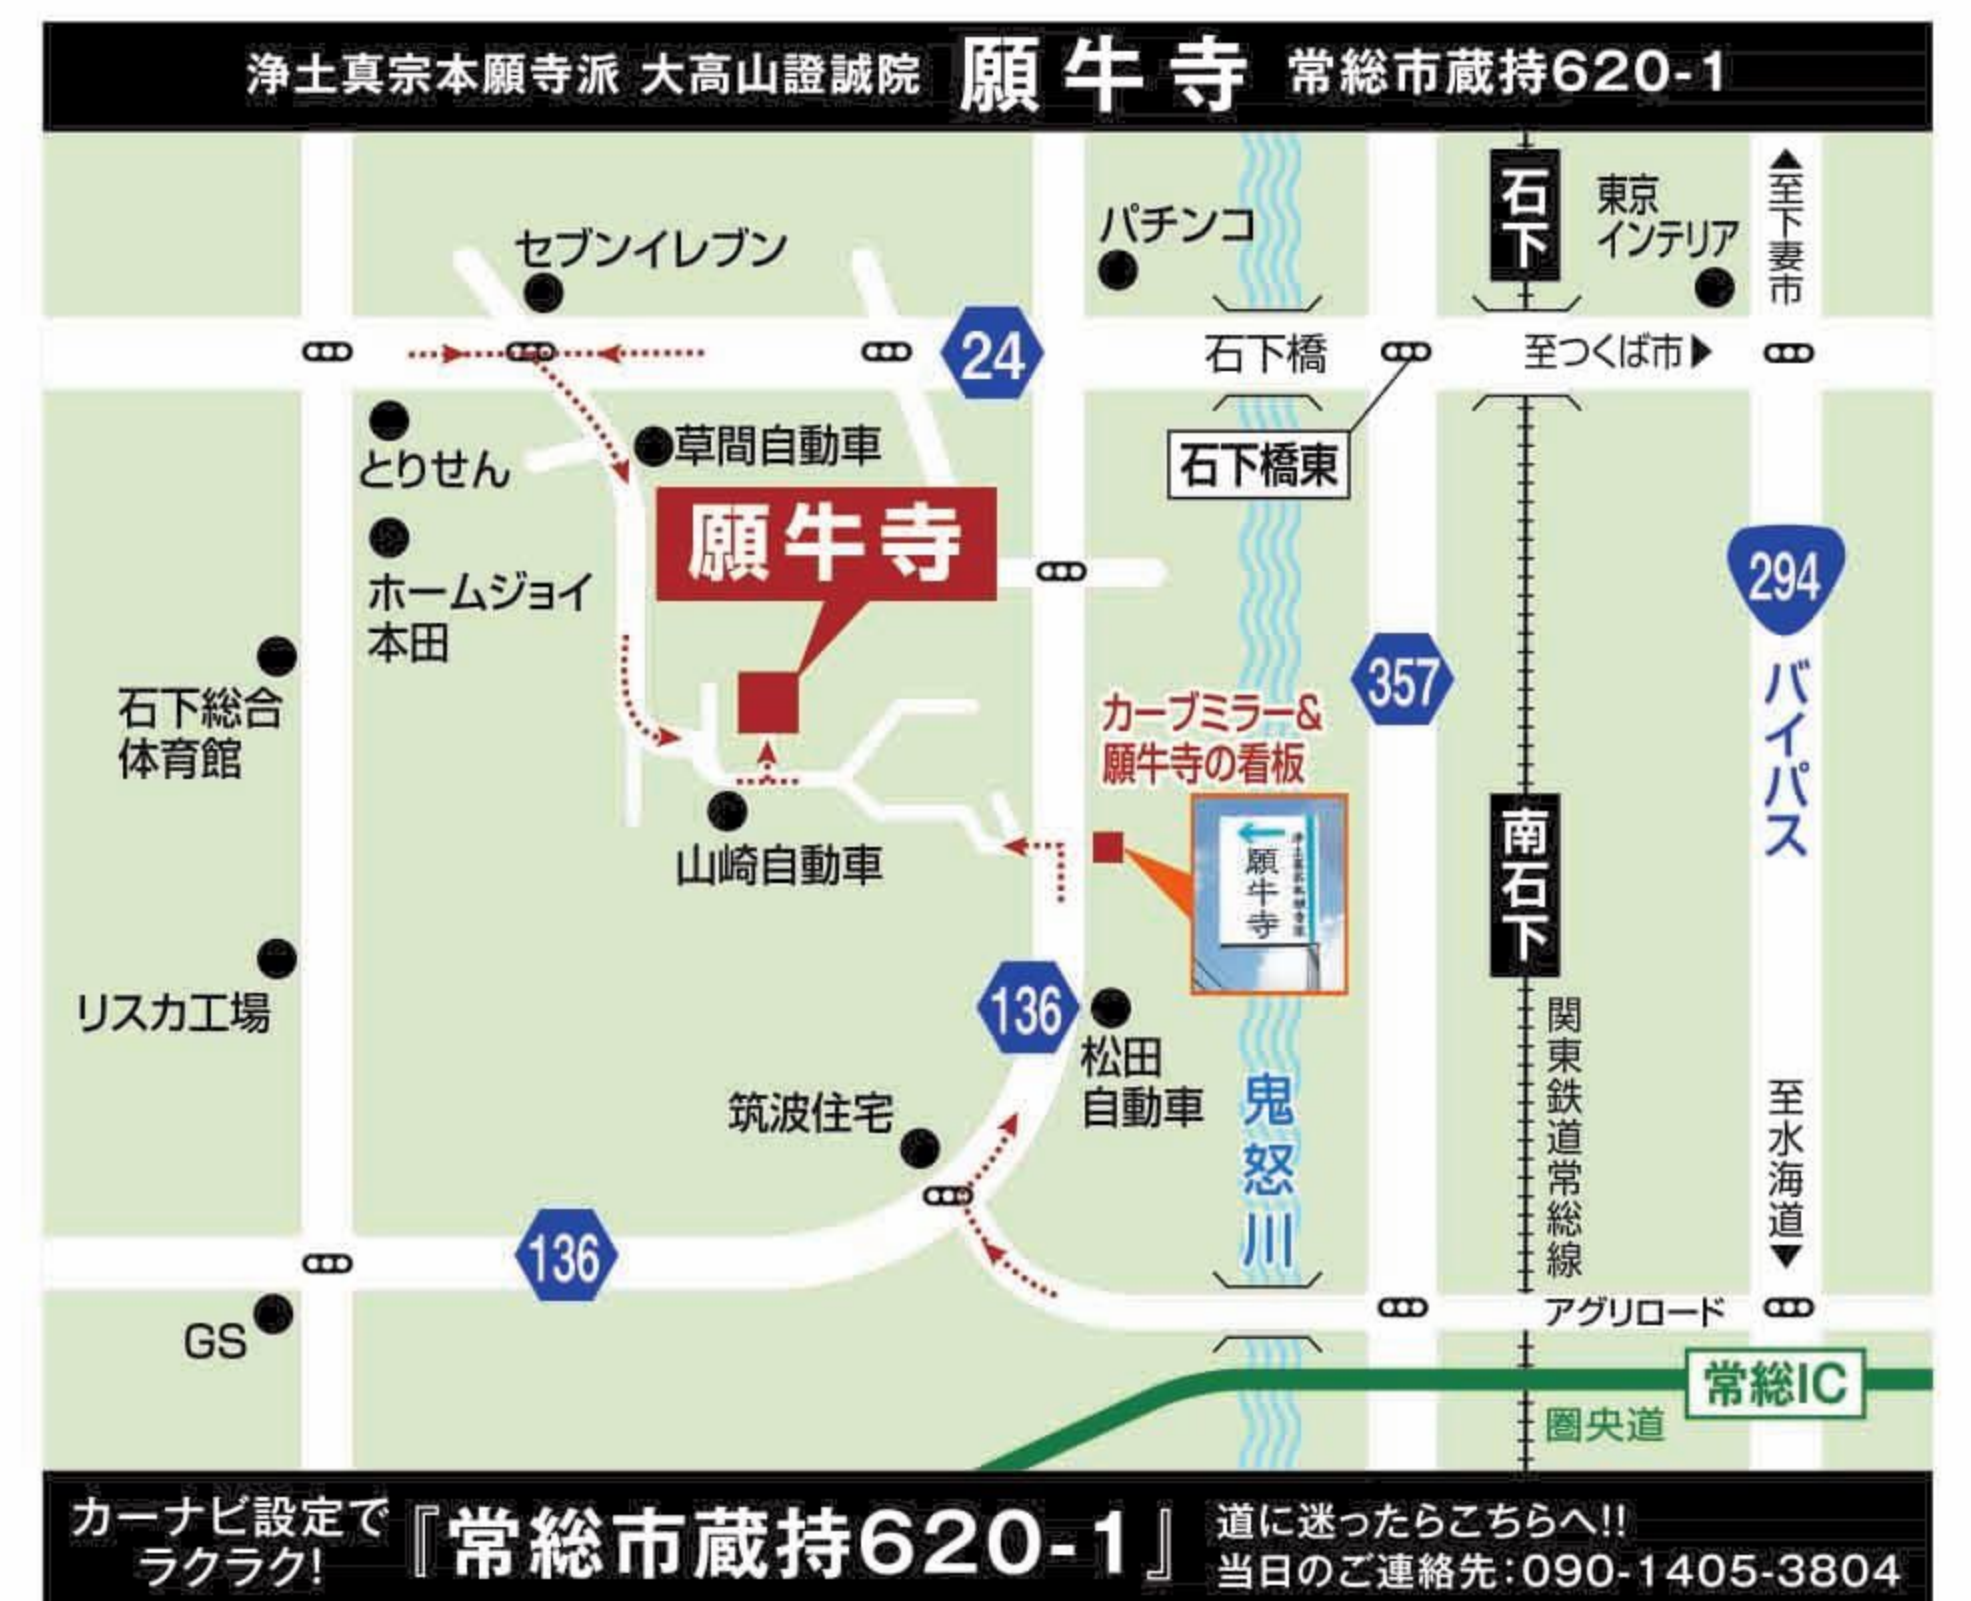 浄土真宗本願寺派 大高山證誠院 願牛寺 常総市蔵持620-1
セブンイレブン
パチンコ
石下
東京
インテリア
▲至下妻市
24
石下橋
至つくば市▶
とりせん
草間自動車
石下橋東
願牛寺
ホームジョイ
本田
294
バイパス
石下総合
体育館
357
カーブミラー&
願牛寺の看板
浄土真宗本願寺派
願牛寺
山崎自動車
南石下
リスカ工場
136
松田
自動車
関東鉄道常総線
筑波住宅
鬼怒川
至水海道▼
136
GS
アグリロード
常総IC
圏央道
カーナビ設定で
ラクラク!
『常総市蔵持620-1』
道に迷ったらこちらへ!!
当日のご連絡先:090-1405-3804